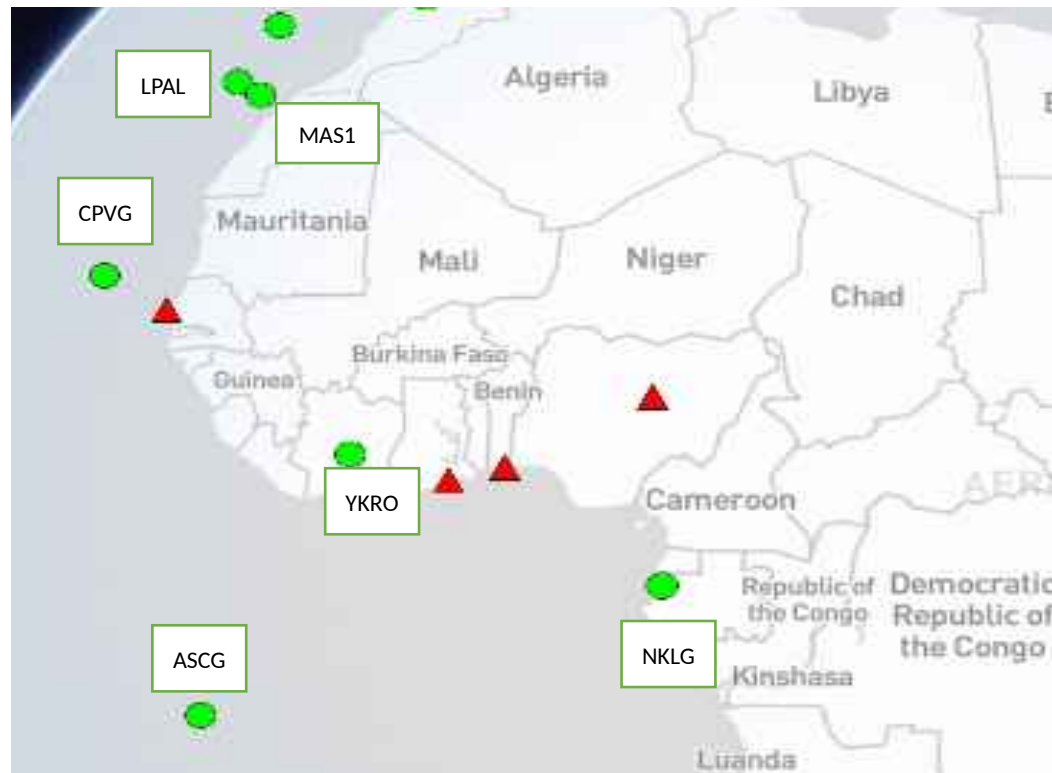 Algeria
LPAL
Libya
E
MAS1
CPVG
Mauritania
Mali
Niger
Chad
Burkina Faso
Guinea
Benin
YKRO
Cameroon
AFR
Republic of
the Congo
Democratic
Republic of
the Congo
ASCG
NKLG
Kinshasa
Luanda